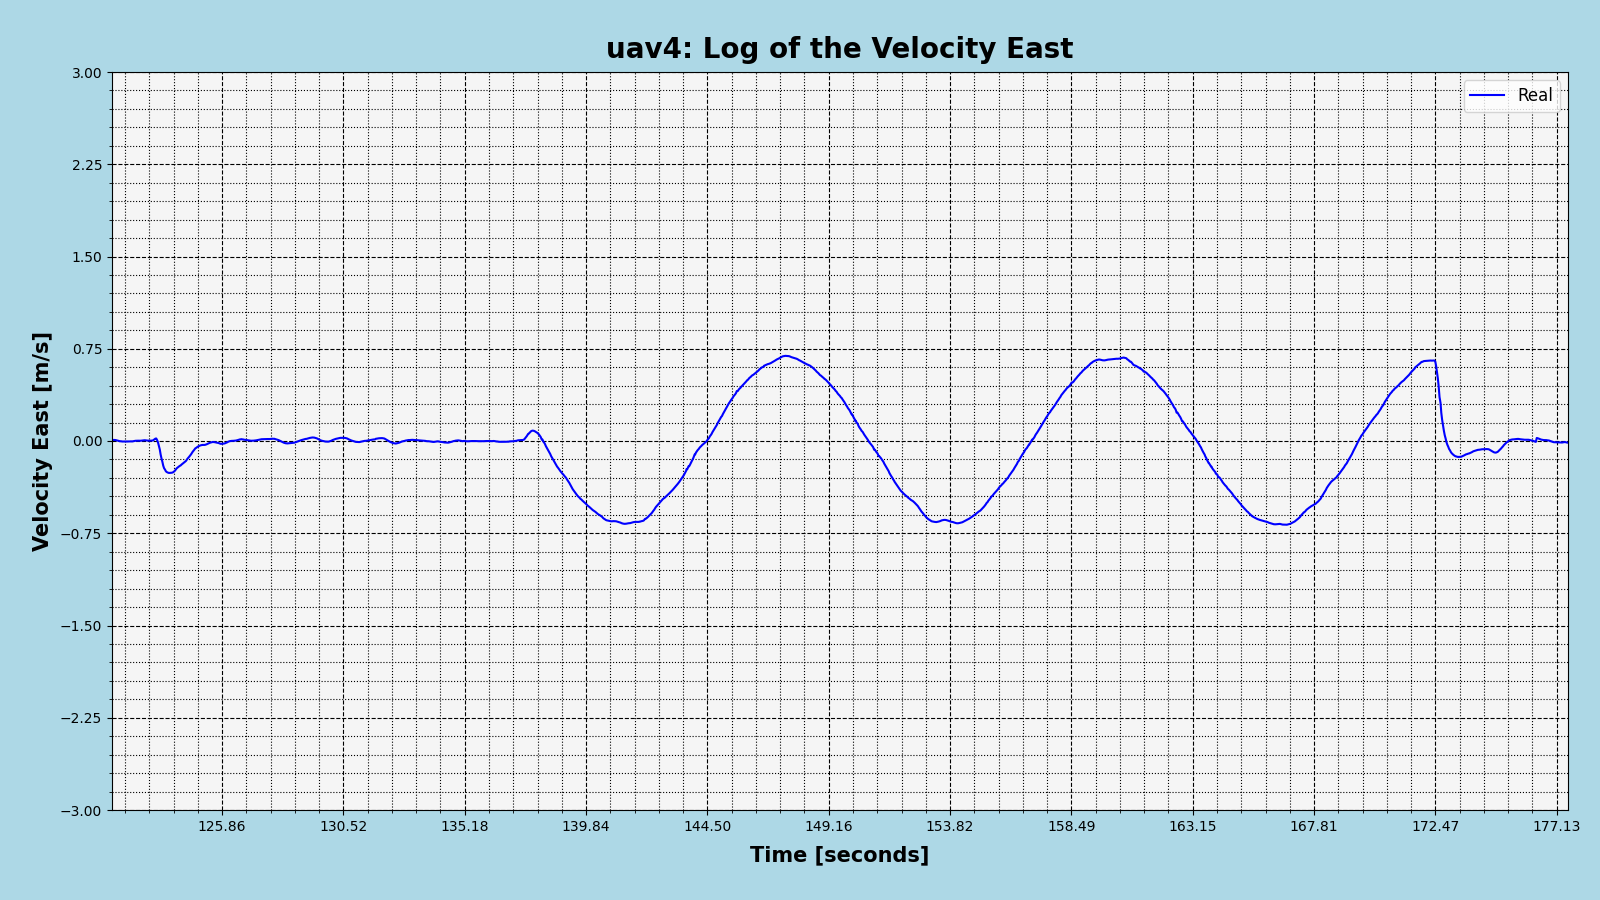 uav4: Log of the Velocity East
Real
3.00
2.25
1.50
0.75
0.00
−0.75
−1.50
−2.25
−3.00
Velocity East [m/s]
125.86 130.52 135.18 139.84 144.50 149.16 153.82 158.49 163.15 167.81 172.47 177.13
Time [seconds]